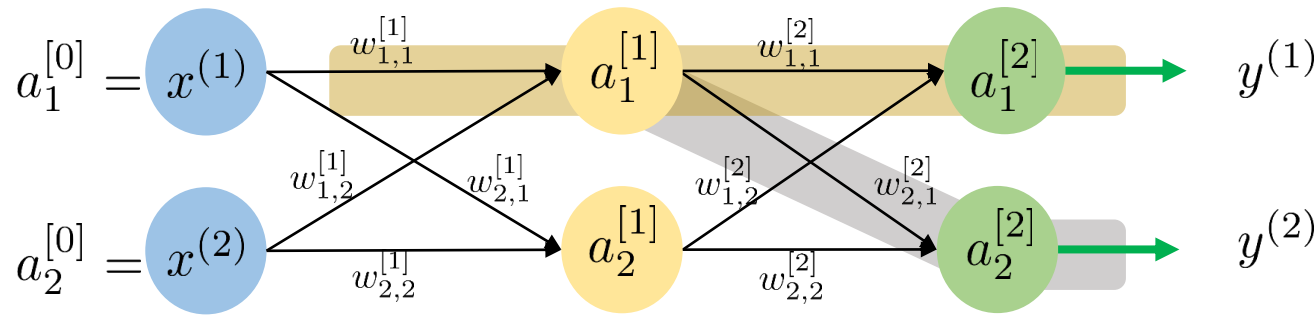 w_{1,1}^{[1]} w_{1,1}^{[2]}
a_1^{[0]} = x^{(1)} a_1^{[1]} a_1^{[2]} y^{(1)}
w_{1,2}^{[1]} w_{2,1}^{[1]} w_{1,2}^{[2]} w_{2,1}^{[2]}
a_2^{[0]} = x^{(2)} a_2^{[1]} a_2^{[2]} y^{(2)}
w_{2,2}^{[1]} w_{2,2}^{[2]}